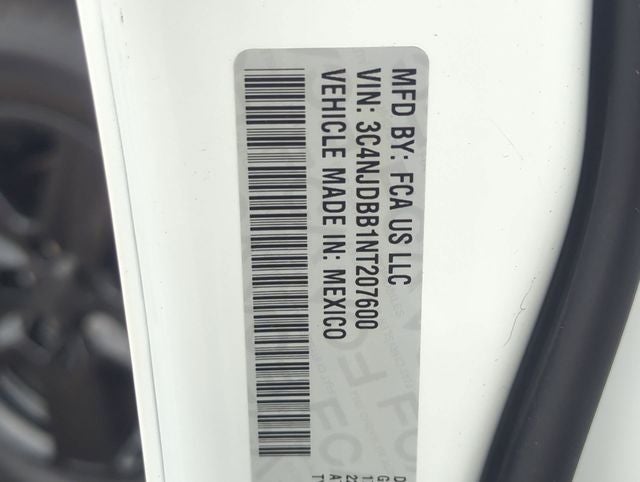 MFD BY: FCA US LLC
VIN: 3C4NJDBB1NT207600
VEHICLE MADE IN: MEXICO